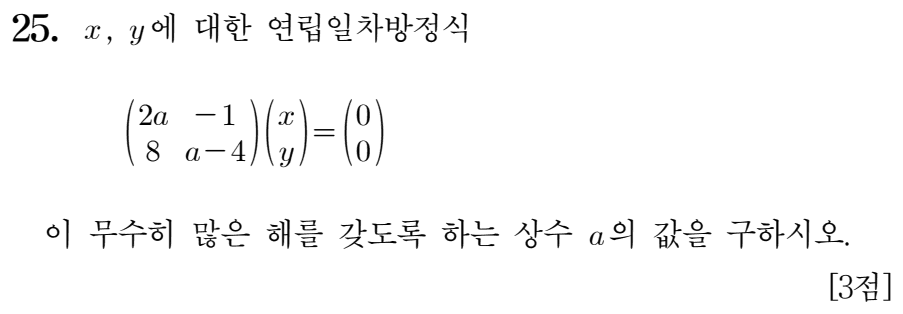 25. x, y에 대한 연립일차방정식
(2a −1) (x) = (0)
(8 a−4) (y) (0)
이 무수히 많은 해를 갖도록 하는 상수 a의 값을 구하시오.
[3점]